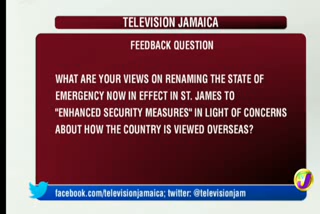 TELEVISION JAMAICA
FEEDBACK QUESTION
WHAT ARE YOUR VIEWS ON RENAMING THE STATE OF
EMERGENCY NOW IN EFFECT IN ST. JAMES TO
"ENHANCED SECURITY MEASURES" IN LIGHT OF CONCERNS
ABOUT HOW THE COUNTRY IS VIEWED OVERSEAS?
facebook.com/televisionjamaica; twitter: @televisionjam